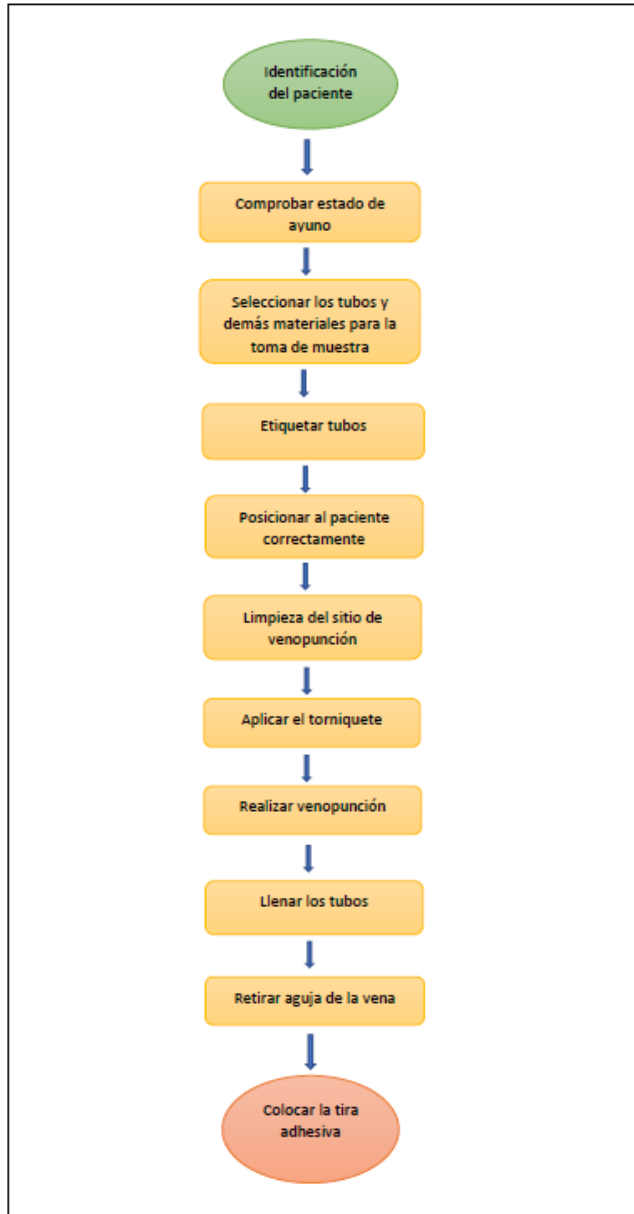 Identificación
del paciente
Comprobar estado de
ayuno
Seleccionar los tubos y
demás materiales para la
toma de muestra
Etiquetar tubos
Posicionar al paciente
correctamente
Limpieza del sitio de
venopunción
Aplicar el torniquete
Realizar venopunción
Llenar los tubos
Retirar aguja de la vena
Colocar la tira
adhesiva